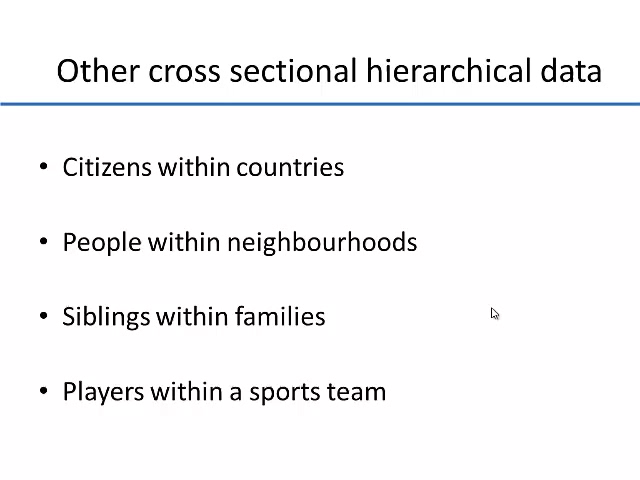 Other cross sectional hierarchical data
• Citizens within countries
• People within neighbourhoods
• Siblings within families
• Players within a sports team